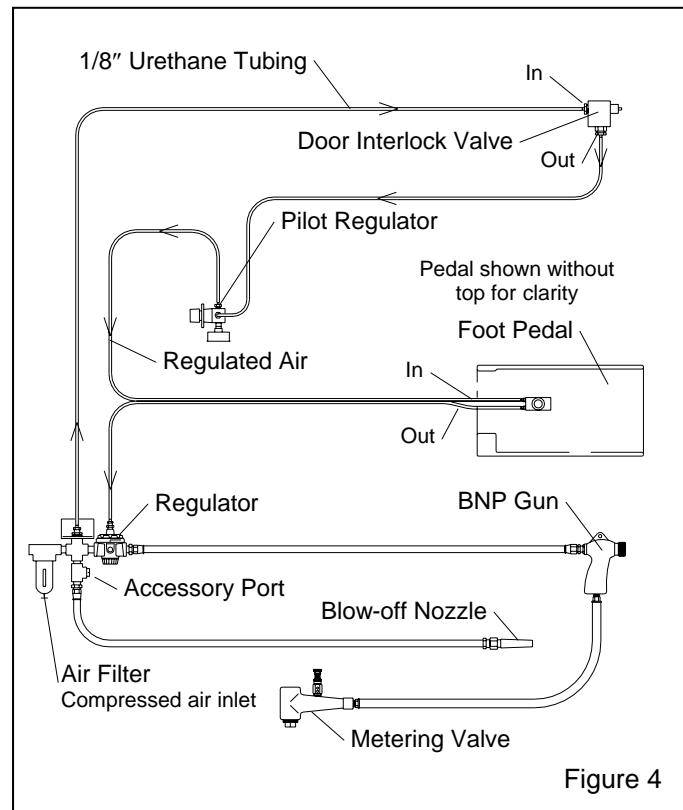 1/8″ Urethane Tubing
In
Door Interlock Valve
Out
Pilot Regulator
Pedal shown without
top for clarity
Foot Pedal
Regulated Air
In
Out
Regulator
BNP Gun
Accessory Port
Blow-off Nozzle
Air Filter
Compressed air inlet
Metering Valve
Figure 4